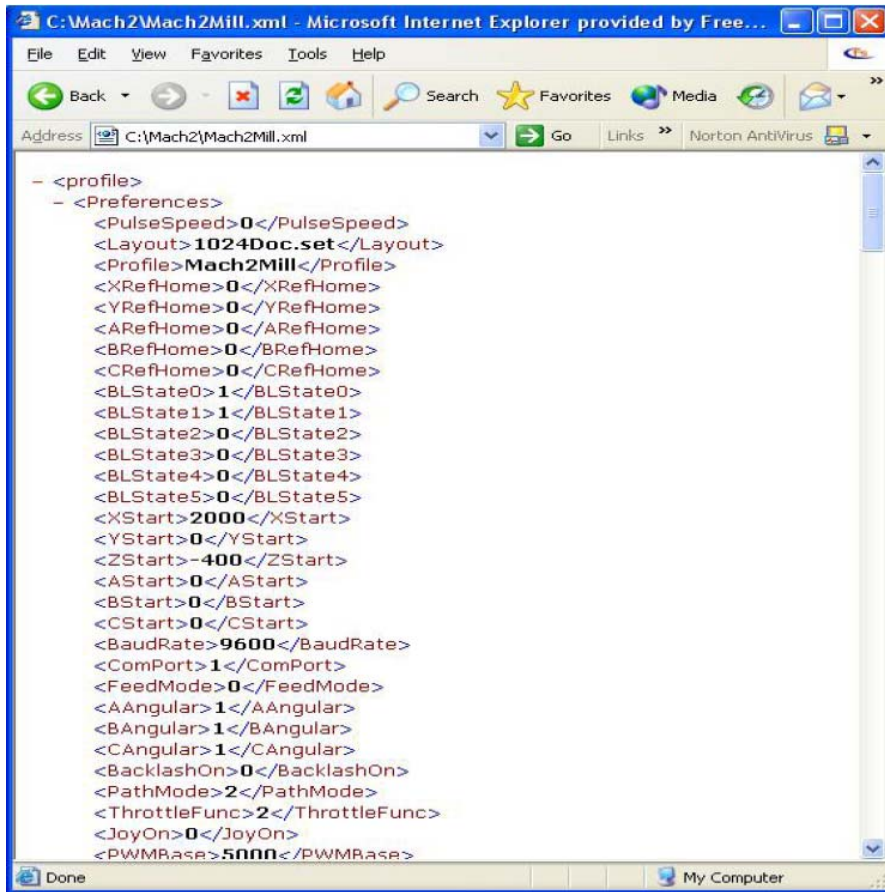 C:\Mach2\Mach2Mill.xml - Microsoft Internet Explorer provided by Free...
File Edit View Favorites Tools Help
Back Search Favorites Media
Address C:\Mach2\Mach2Mill.xml Go Links Norton AntiVirus
- <profile>
- <Preferences>
<PulseSpeed>0</PulseSpeed>
<Layout>1024Doc.set</Layout>
<Profile>Mach2Mill</Profile>
<XRefHome>0</XRefHome>
<YRefHome>0</YRefHome>
<ARefHome>0</ARefHome>
<BRefHome>0</BRefHome>
<CRefHome>0</CRefHome>
<BLState0>1</BLState0>
<BLState1>1</BLState1>
<BLState2>0</BLState2>
<BLState3>0</BLState3>
<BLState4>0</BLState4>
<BLState5>0</BLState5>
<XStart>2000</XStart>
<YStart>0</YStart>
<ZStart>-400</ZStart>
<AStart>0</AStart>
<BStart>0</BStart>
<CStart>0</CStart>
<BaudRate>9600</BaudRate>
<ComPort>1</ComPort>
<FeedMode>0</FeedMode>
<AAngular>1</AAngular>
<BAngular>1</BAngular>
<CAngular>1</CAngular>
<BacklashOn>0</BacklashOn>
<PathMode>2</PathMode>
<ThrottleFunc>2</ThrottleFunc>
<JoyOn>0</JoyOn>
<PWMBase>5000</PWMBase>
Done My Computer